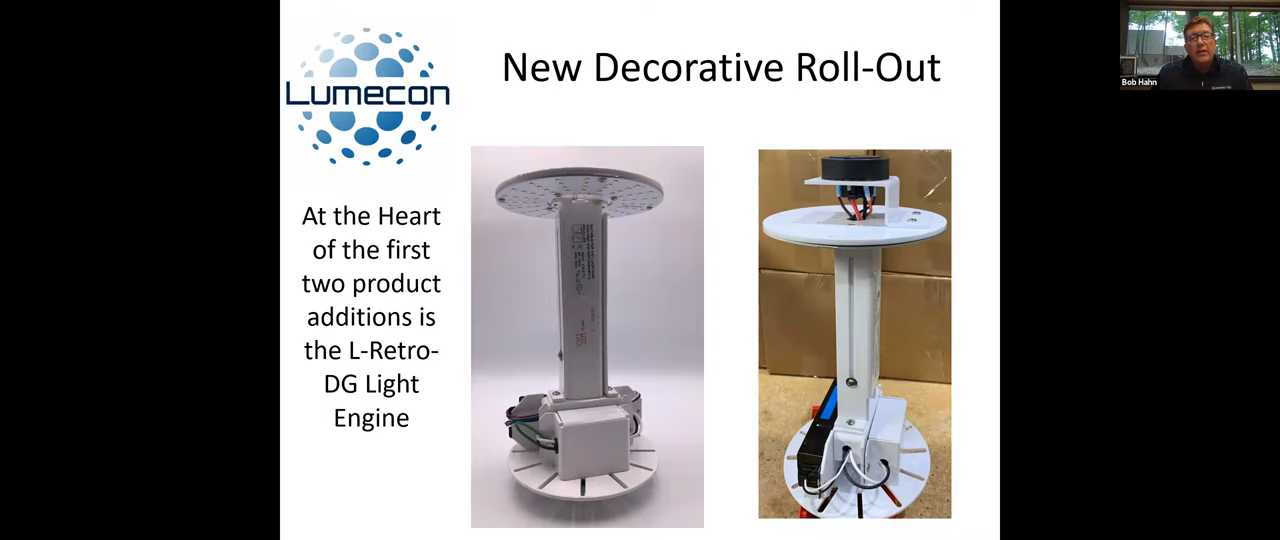 Lumecon
New Decorative Roll-Out
Bob Hahn
At the Heart
of the first
two product
additions is
the L-Retro-
DG Light
Engine